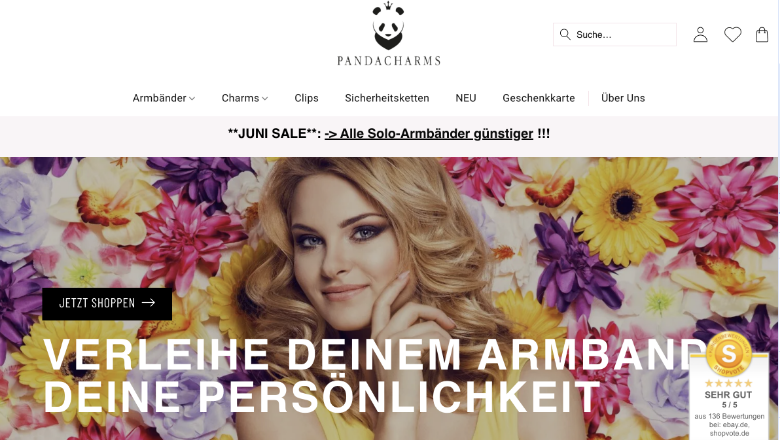 PANDACHARMS
Suche...
Armbänder Charms Clips Sicherheitsketten NEU Geschenkkarte Über Uns
**JUNI SALE**: -> Alle Solo-Armbänder günstiger !!!
JETZT SHOPPEN
VERLEIHE DEINEM ARMBAND
DEINE PERSÖNLICHKEIT
S
SHOPVOTE
SEHR GUT
5 / 5
aus 136 Bewertungen
bei: ebay.de,
shopvote.de